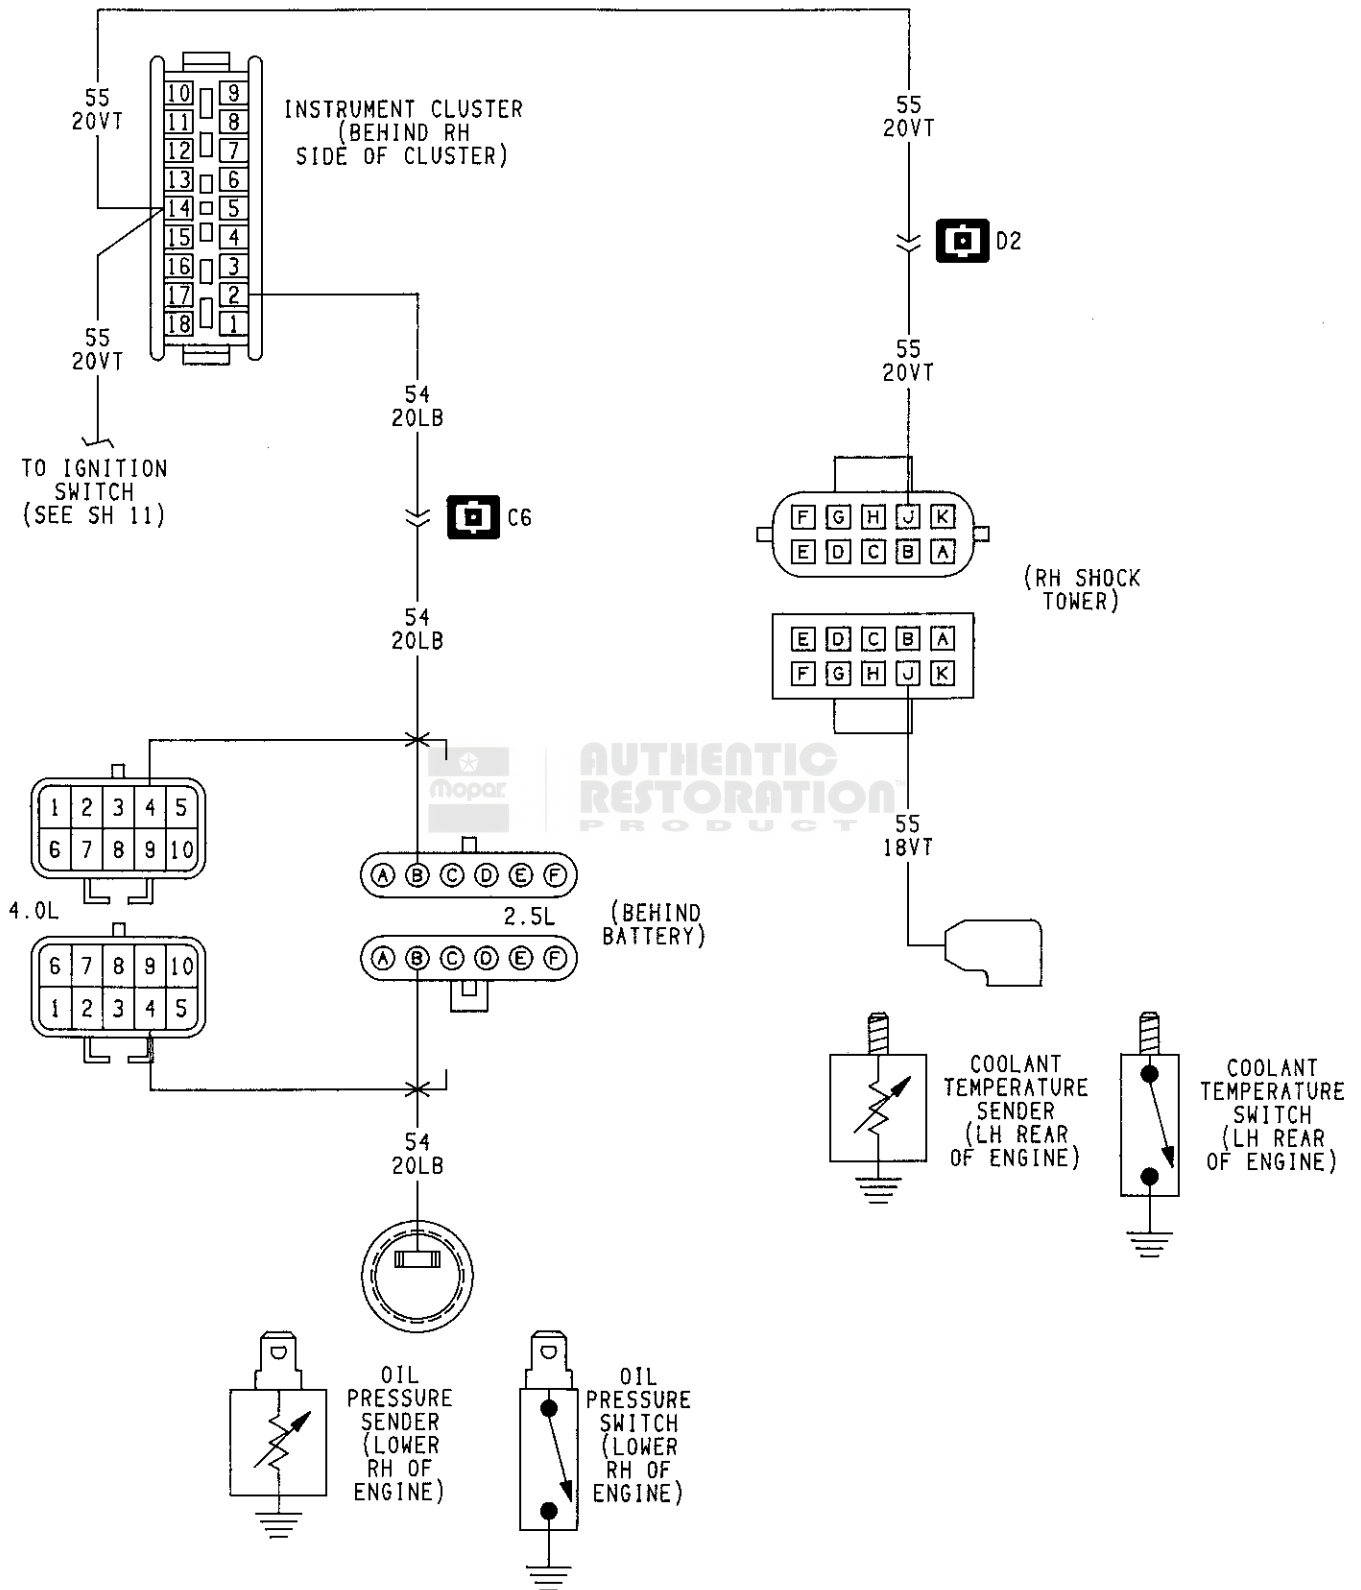 55
20VT
10 9
11 8
12 7
13 6
14 5
15 4
16 3
17 2
18 1
INSTRUMENT CLUSTER
(BEHIND RH
SIDE OF CLUSTER)
55
20VT
D2
55
20VT
TO IGNITION
SWITCH
(SEE SH 11)
54
20LB
C6
54
20LB
55
20VT
F G H J K
E D C B A
(RH SHOCK
TOWER)
E D C B A
F G H J K
55
18VT
Mopar
AUTHENTIC
RESTORATION™
PRODUCT
1 2 3 4 5
6 7 8 9 10
4.0L
6 7 8 9 10
1 2 3 4 5
A B C D E F
2.5L
(BEHIND
BATTERY)
A B C D E F
54
20LB
COOLANT
TEMPERATURE
SENDER
(LH REAR
OF ENGINE)
COOLANT
TEMPERATURE
SWITCH
(LH REAR
OF ENGINE)
OIL
PRESSURE
SENDER
(LOWER
RH OF
ENGINE)
OIL
PRESSURE
SWITCH
(LOWER
RH OF
ENGINE)